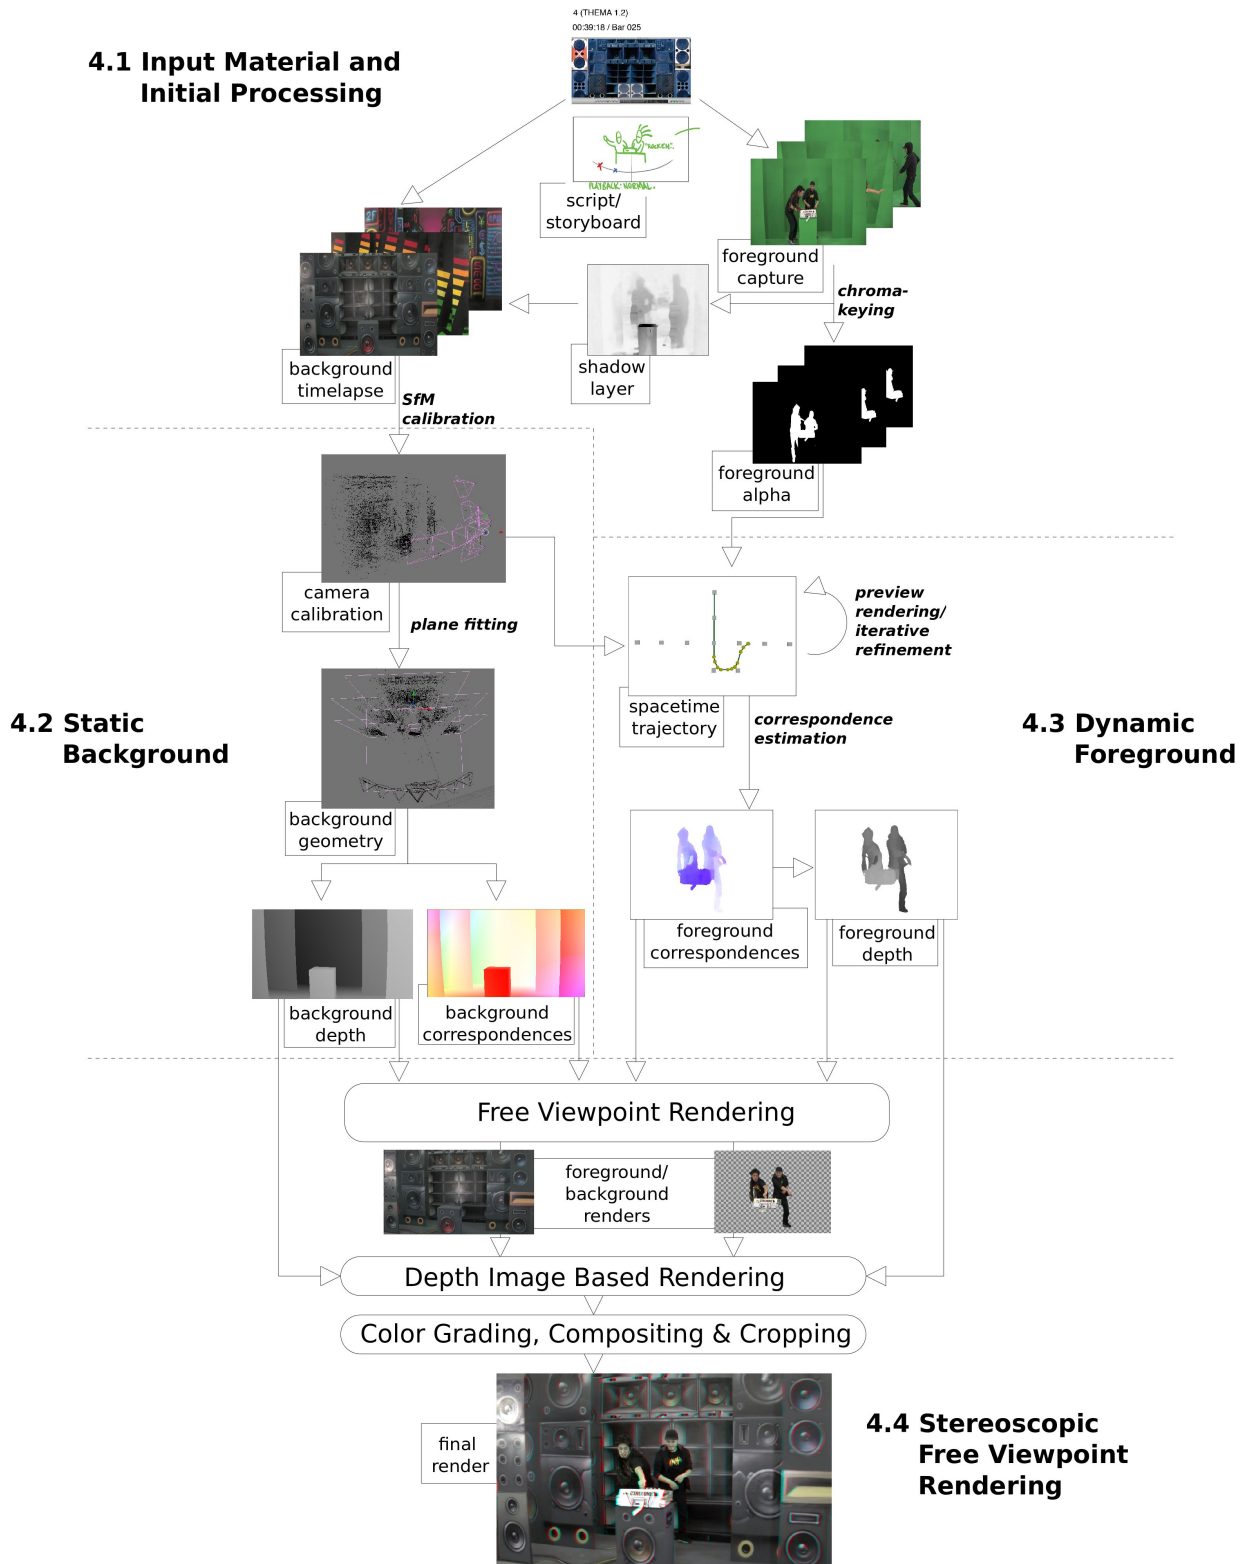 4 (THEMA 1.2)
00:39:18 / Bar 025
4.1 Input Material and
Initial Processing
"ROCKEN".
PLAYBACK-NORMAL.
script/
storyboard
foreground
capture
chroma-
keying
background
timelapse
shadow
layer
SfM
calibration
foreground
alpha
camera
calibration
plane fitting
preview
rendering/
iterative
refinement
spacetime
trajectory
correspondence
estimation
4.2 Static
Background
4.3 Dynamic
Foreground
background
geometry
foreground
correspondences
foreground
depth
background
depth
background
correspondences
Free Viewpoint Rendering
foreground/
background
renders
Depth Image Based Rendering
Color Grading, Compositing & Cropping
final
render
4.4 Stereoscopic
Free Viewpoint
Rendering